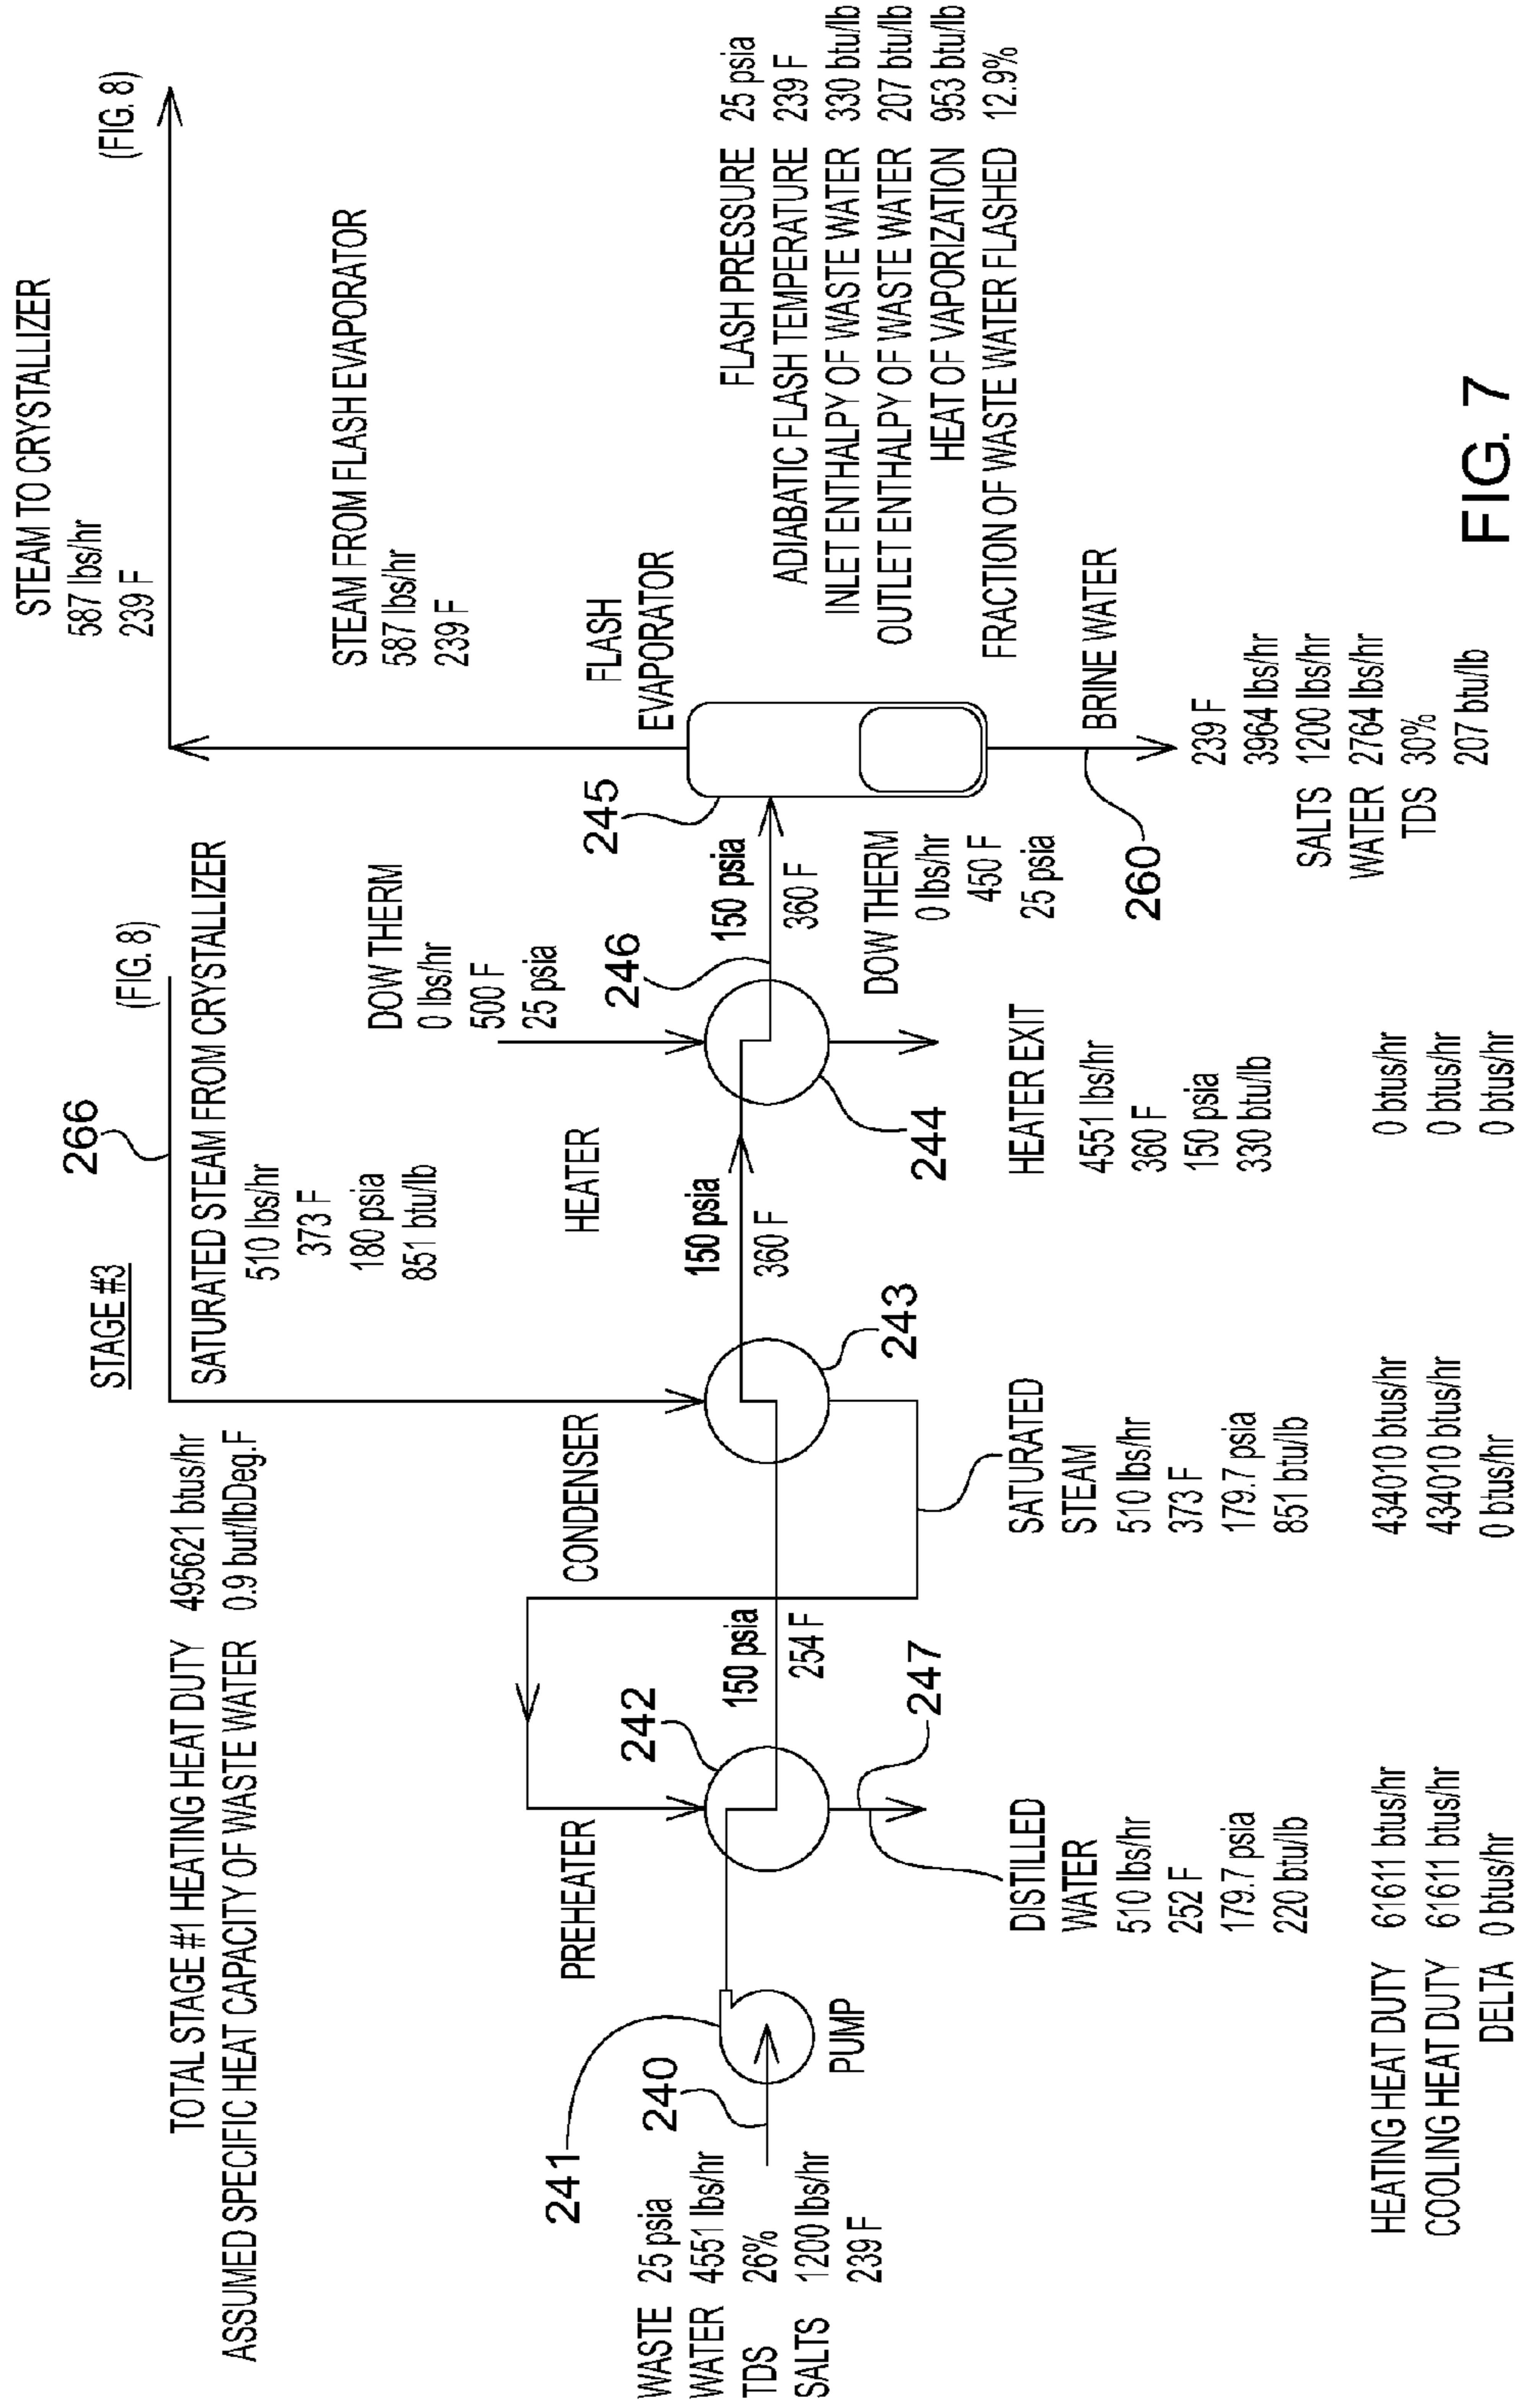 STAGE #3
TOTAL STAGE #1 HEATING HEAT DUTY 495621 btus/hr
ASSUMED SPECIFIC HEAT CAPACITY OF WASTE WATER 0.9 but/lbDeg.F
266
(FIG. 8)
SATURATED STEAM FROM CRYSTALLIZER
510 lbs/hr
373 F
180 psia
851 btu/lb
STEAM TO CRYSTALLIZER
587 lbs/hr
239 F
(FIG. 8)
STEAM FROM FLASH EVAPORATOR
587 lbs/hr
239 F
DOW THERM
0 lbs/hr
500 F
25 psia
PREHEATER
CONDENSER
HEATER
FLASH
EVAPORATOR
241
240
242
246
245
WASTE 25 psia
WATER 4551 lbs/hr
TDS 26%
SALTS 1200 lbs/hr
239 F
PUMP
150 psia
254 F
150 psia
360 F
150 psia
360 F
247
243
244
DOW THERM
0 lbs/hr
450 F
25 psia
FLASH PRESSURE 25 psia
ADIABATIC FLASH TEMPERATURE 239 F
INLET ENTHALPY OF WASTE WATER 330 btu/lb
OUTLET ENTHALPY OF WASTE WATER 207 btu/lb
HEAT OF VAPORIZATION 953 btu/lb
FRACTION OF WASTE WATER FLASHED 12.9%
DISTILLED
WATER
510 lbs/hr
252 F
179.7 psia
220 btu/lb
SATURATED
STEAM
510 lbs/hr
373 F
179.7 psia
851 btu/lb
HEATER EXIT
4551 lbs/hr
360 F
150 psia
330 btu/lb
260
BRINE WATER
239 F
3964 lbs/hr
SALTS 1200 lbs/hr
WATER 2764 lbs/hr
TDS 30%
207 btu/lb
HEATING HEAT DUTY 61611 btus/hr 434010 btus/hr 0 btus/hr
COOLING HEAT DUTY 61611 btus/hr 434010 btus/hr 0 btus/hr
DELTA 0 btus/hr 0 btus/hr 0 btus/hr
FIG. 7